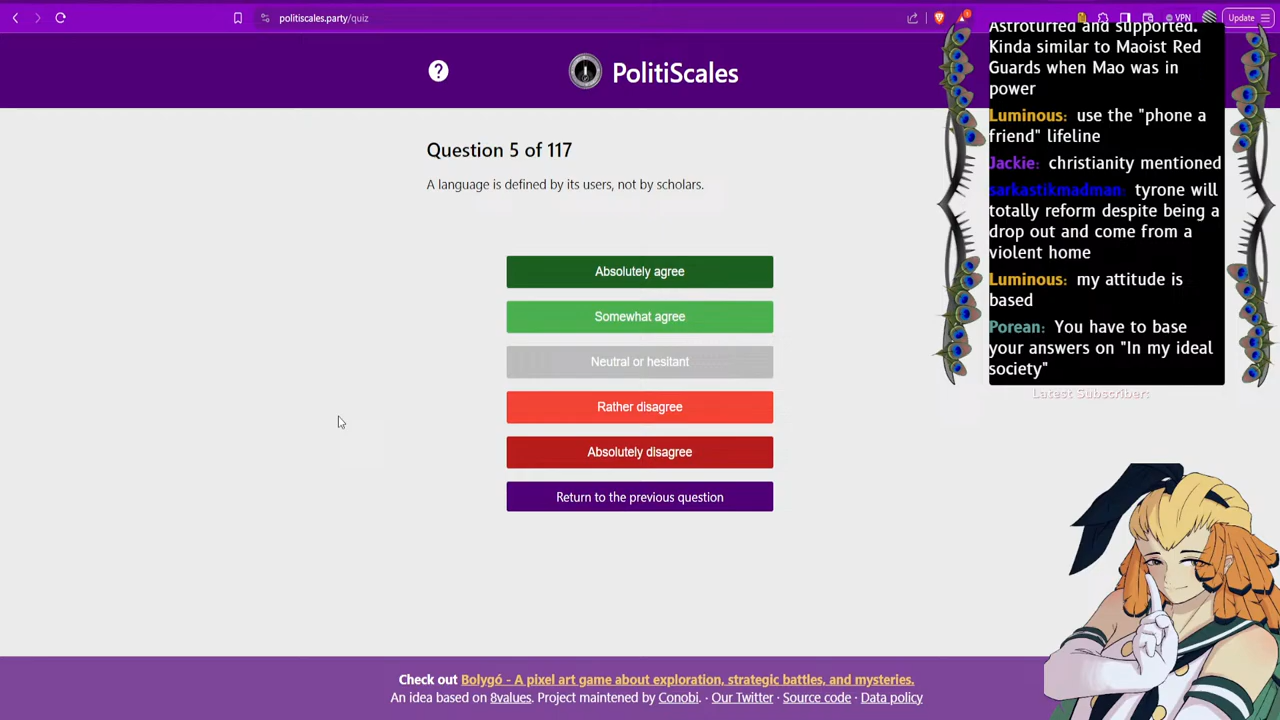 politiscales.party/quiz
VPN
Update
PolitiScales
Question 5 of 117
A language is defined by its users, not by scholars.
Absolutely agree
Somewhat agree
Neutral or hesitant
Rather disagree
Absolutely disagree
Return to the previous question
Astroturfed and supported.
Kinda similar to Maoist Red
Guards when Mao was in
power
Luminous: use the "phone a
friend" lifeline
Jackie: christianity mentioned
sarkastikmadman: tyrone will
totally reform despite being a
drop out and come from a
violent home
Luminous: my attitude is
based
Porean: You have to base
your answers on "In my ideal
society"
Latest Subscriber:
Check out Bolygó - A pixel art game about exploration, strategic battles, and mysteries.
An idea based on 8values. Project maintened by Conobi. · Our Twitter · Source code · Data policy